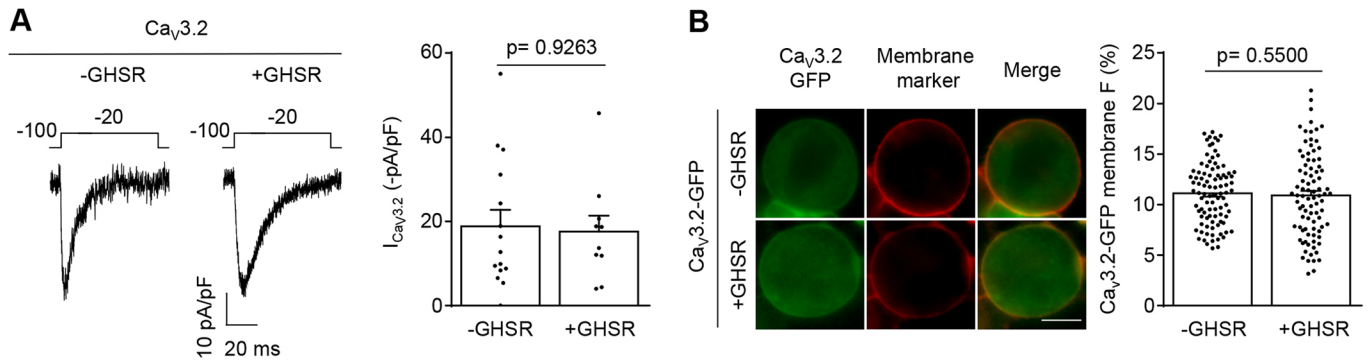 A
CaV3.2
-GHSR
+GHSR
-100
-20
-100
-20
10 pA/pF
20 ms
60
40
20
0
ICaV3.2 (-pA/pF)
p= 0.9263
-GHSR
+GHSR
B
CaV3.2
GFP
Membrane
marker
Merge
CaV3.2-GFP
-GHSR
+GHSR
25
20
15
10
5
0
CaV3.2-GFP membrane F (%)
p= 0.5500
-GHSR
+GHSR